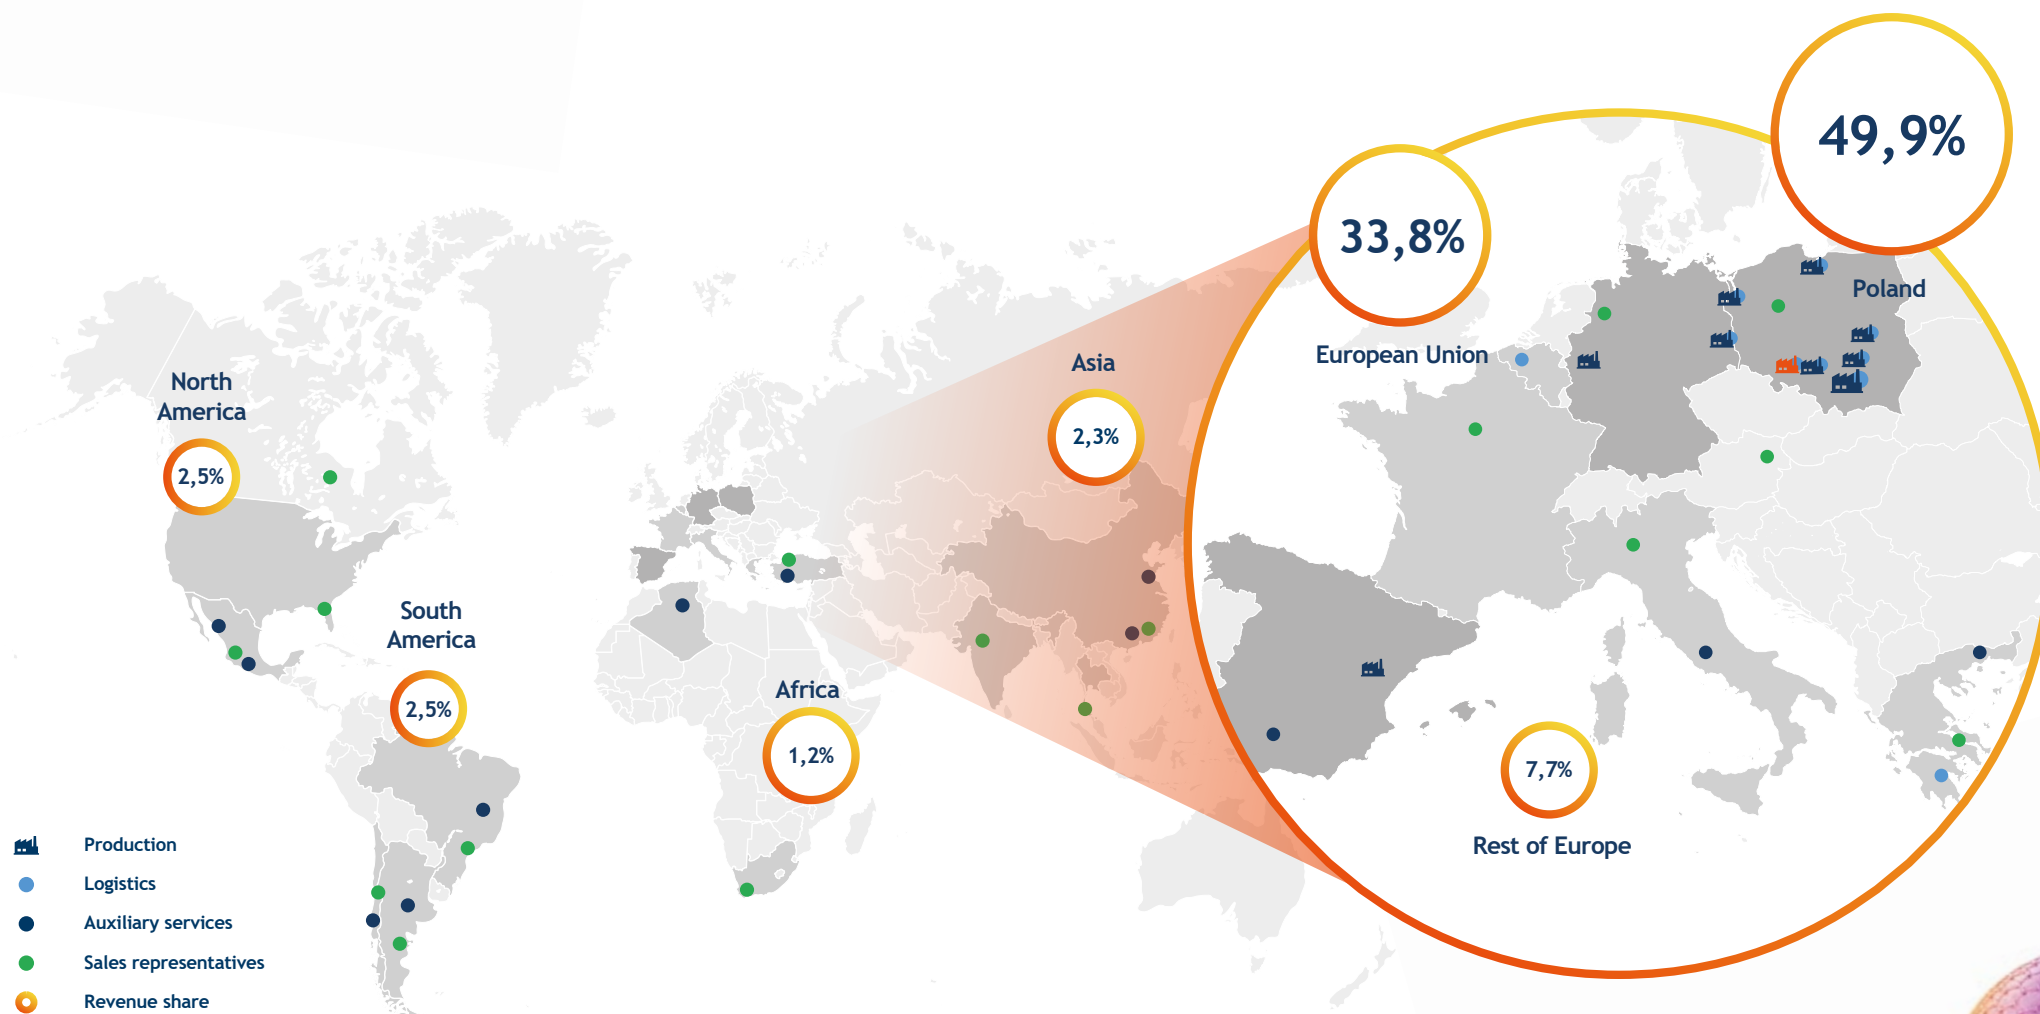 49,9%
33,8%
Poland
European Union
Asia
2,3%
North
America
2,5%
South
America
2,5%
Africa
1,2%
7,7%
Rest of Europe
Production
Logistics
Auxiliary services
Sales representatives
Revenue share